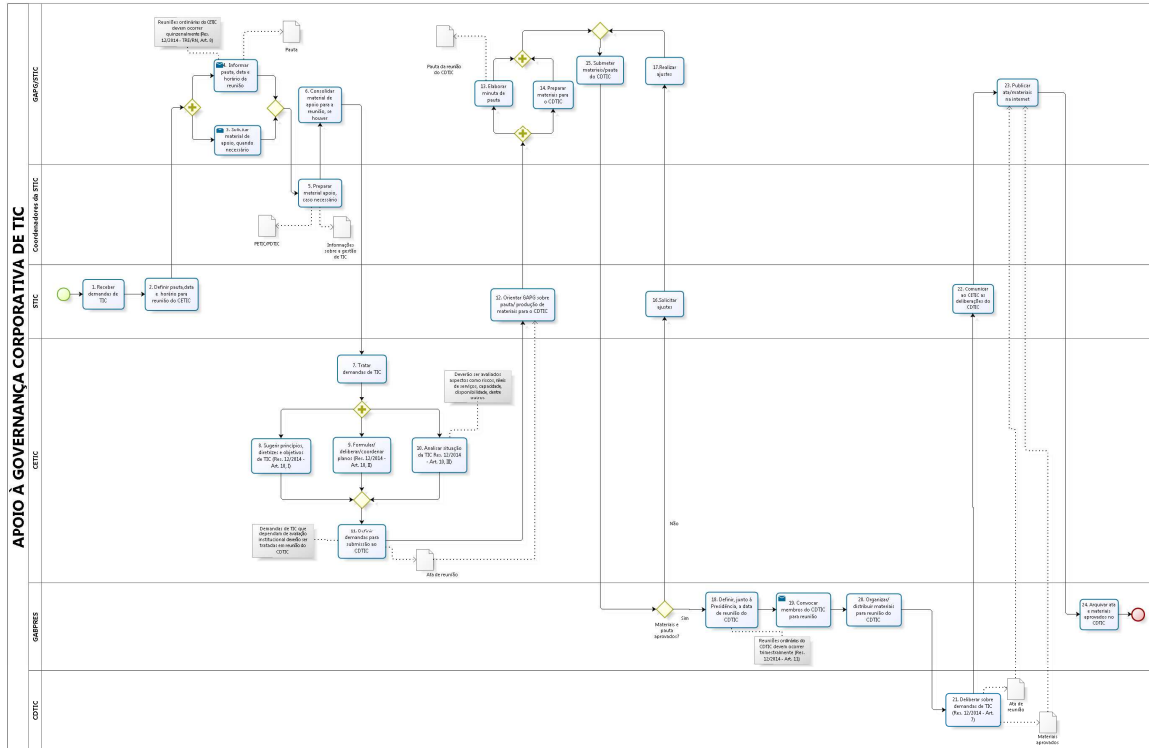 APOIO À GOVERNANÇA CORPORATIVA DE TIC
GAPG/STIC
Reuniões ordinárias do CETIC
devem ocorrer
quinzenalmente (Res.
12/2014 - TRE/RN, Art. 9)
Pauta
4. Informar
pauta, data e
horário de
reunião
3. Solicitar
material de
apoio, quando
necessário
6. Consolidar
material de
apoio para a
reunião, se
houver
Pauta da reunião
do CDTIC
13. Elaborar
minuta de
pauta
14. Preparar
materiais para
o CDTIC
15. Submeter
materiais/pauta
do CDTIC
17.Realizar
ajustes
23. Publicar
ata/materiais
na internet
Coordenadores da STIC
5. Preparar
material apoio,
caso necessário
PETIC/PDTIC
Informações
sobre a gestão
de TIC
STIC
1. Receber
demandas de
TIC
2. Definir pauta,data
e horário para
reunião do CETIC
12. Orientar GAPG sobre
pauta/ produção de
materiais para o CDTIC
16.Solicitar
ajustes
22. Comunicar
ao CETIC as
deliberações do
CDTIC
CETIC
7. Tratar
demandas de TIC
Deverão ser avaliados
aspectos como riscos, níveis
de serviços, capacidade,
disponibilidade, dentre
outros
8. Sugerir princípios,
diretrizes e objetivos
de TIC (Res. 12/2014 -
Art. 10, I)
9. Formular/
deliberar/coordenar
planos (Res. 12/2014 -
Art. 10, II)
10. Analisar situação
da TIC Res. 12/2014
- Art. 10, III)
Demandas de TIC que
dependam de avaliação
institucional deverão ser
tratadas em reunião do
CDTIC
11. Definir
demandas para
submissão ao
CDTIC
Ata de reunião
Não
GABPRES
Materiais e
pauta
aprovados?
Sim
18. Definir, junto à
Presidência, a data
de reunião do
CDTIC
19. Convocar
membros do CDTIC
para reunião
20. Organizar/
distribuir materiais
para reunião do
CDTIC
Reuniões ordinárias do
CDTIC devem ocorrer
trimestralmente (Res.
12/2014 - Art. 11)
24. Arquivar ata
e materiais
aprovados no
CDTIC
CDTIC
21. Deliberar sobre
demandas de TIC
(Res. 12/2014 - Art.
7)
Ata de
reunião
Materiais
aprovados